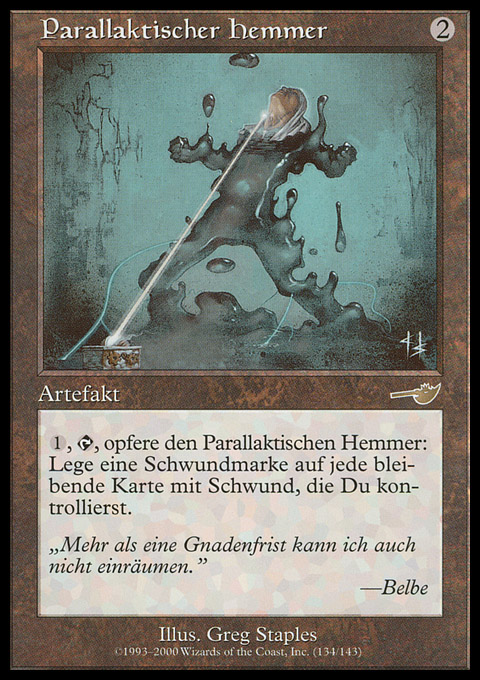 Parallaktischer Hemmer 2
Artefakt
1, , opfere den Parallaktischen Hemmer:
Lege eine Schwundmarke auf jede blei-
bende Karte mit Schwund, die Du kon-
trollierst.
„Mehr als eine Gnadenfrist kann ich auch
nicht einräumen.”
—Belbe
Illus. Greg Staples
©1993–2000 Wizards of the Coast, Inc. (134/143)